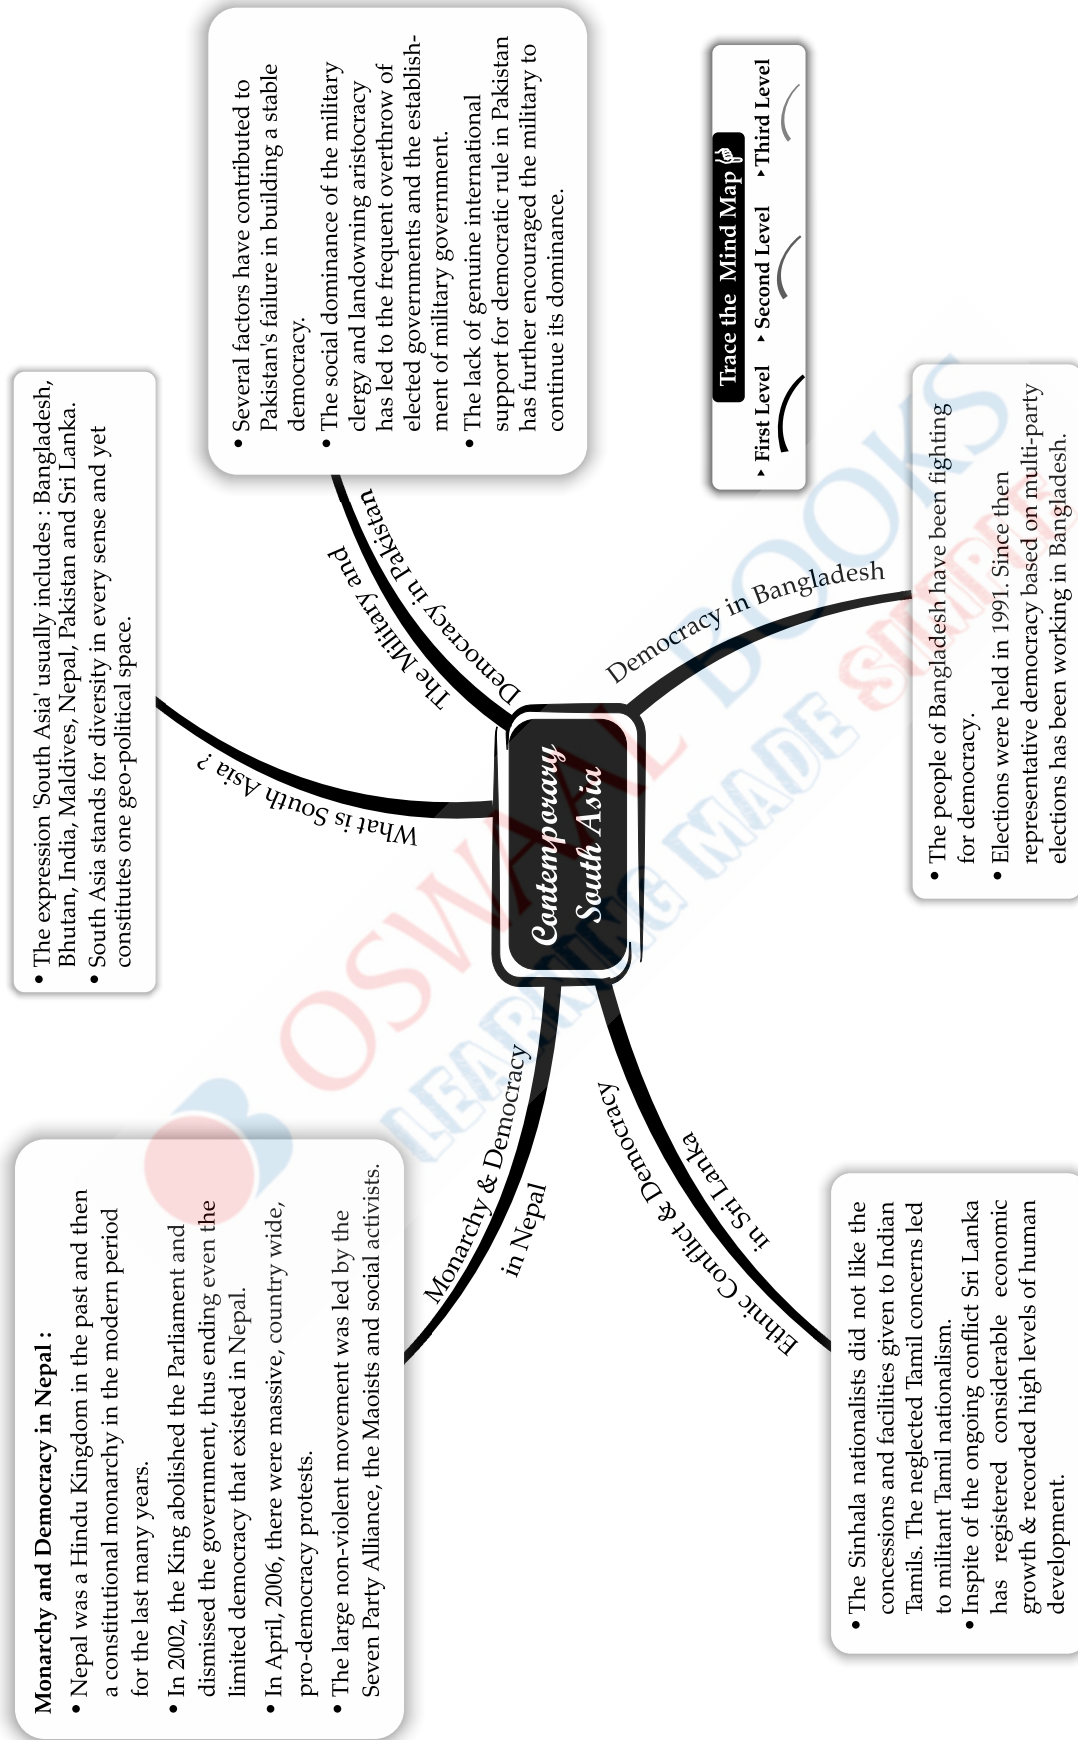 Monarchy and Democracy in Nepal :
• Nepal was a Hindu Kingdom in the past and then
a constitutional monarchy in the modern period
for the last many years.
• In 2002, the King abolished the Parliament and
dismissed the government, thus ending even the
limited democracy that existed in Nepal.
• In April, 2006, there were massive, country wide,
pro-democracy protests.
• The large non-violent movement was led by the
Seven Party Alliance, the Maoists and social activists.
Monarchy & Democracy
in Nepal
• The expression 'South Asia' usually includes : Bangladesh,
Bhutan, India, Maldives, Nepal, Pakistan and Sri Lanka.
• South Asia stands for diversity in every sense and yet
constitutes one geo-political space.
What is South Asia ?
• Several factors have contributed to
Pakistan's failure in building a stable
democracy.
• The social dominance of the military
clergy and landowning aristocracy
has led to the frequent overthrow of
elected governments and the establish-
ment of military government.
• The lack of genuine international
support for democratic rule in Pakistan
has further encouraged the military to
continue its dominance.
The Military and
Democracy in Pakistan
Contemporary
South Asia
Ethnic Conflict & Democracy
in Sri Lanka
• The Sinhala nationalists did not like the
concessions and facilities given to Indian
Tamils. The neglected Tamil concerns led
to militant Tamil nationalism.
• Inspite of the ongoing conflict Sri Lanka
has registered considerable economic
growth & recorded high levels of human
development.
Democracy in Bangladesh
• The people of Bangladesh have been fighting
for democracy.
• Elections were held in 1991. Since then
representative democracy based on multi-party
elections has been working in Bangladesh.
Trace the Mind Map
▸ First Level ▸ Second Level ▸ Third Level
OSWAAL BOOKS
LEARNING MADE SIMPLE